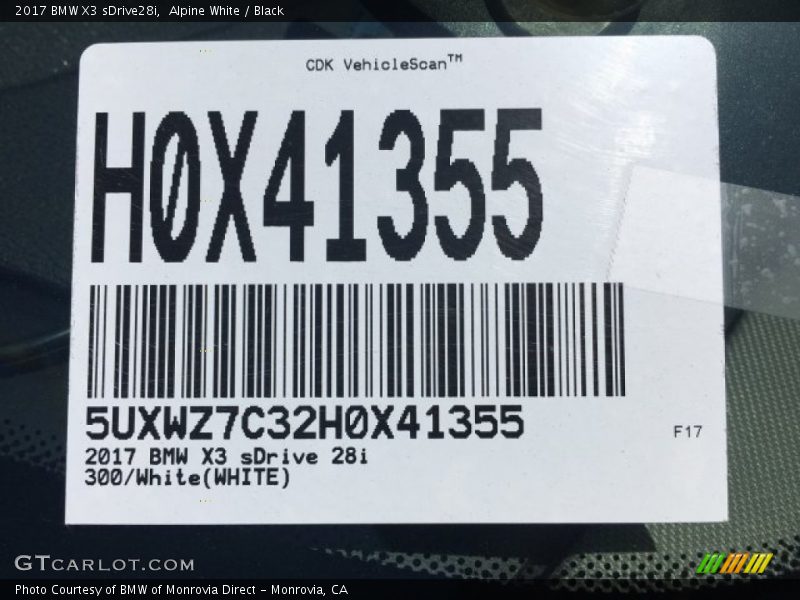 2017 BMW X3 sDrive28i,  Alpine White / Black
CDK VehicleScan™
H0X41355
5UXWZ7C32H0X41355
F17
2017 BMW X3 sDrive 28i
300/White(WHITE)
GTCARLOT.COM
Photo Courtesy of BMW of Monrovia Direct - Monrovia, CA